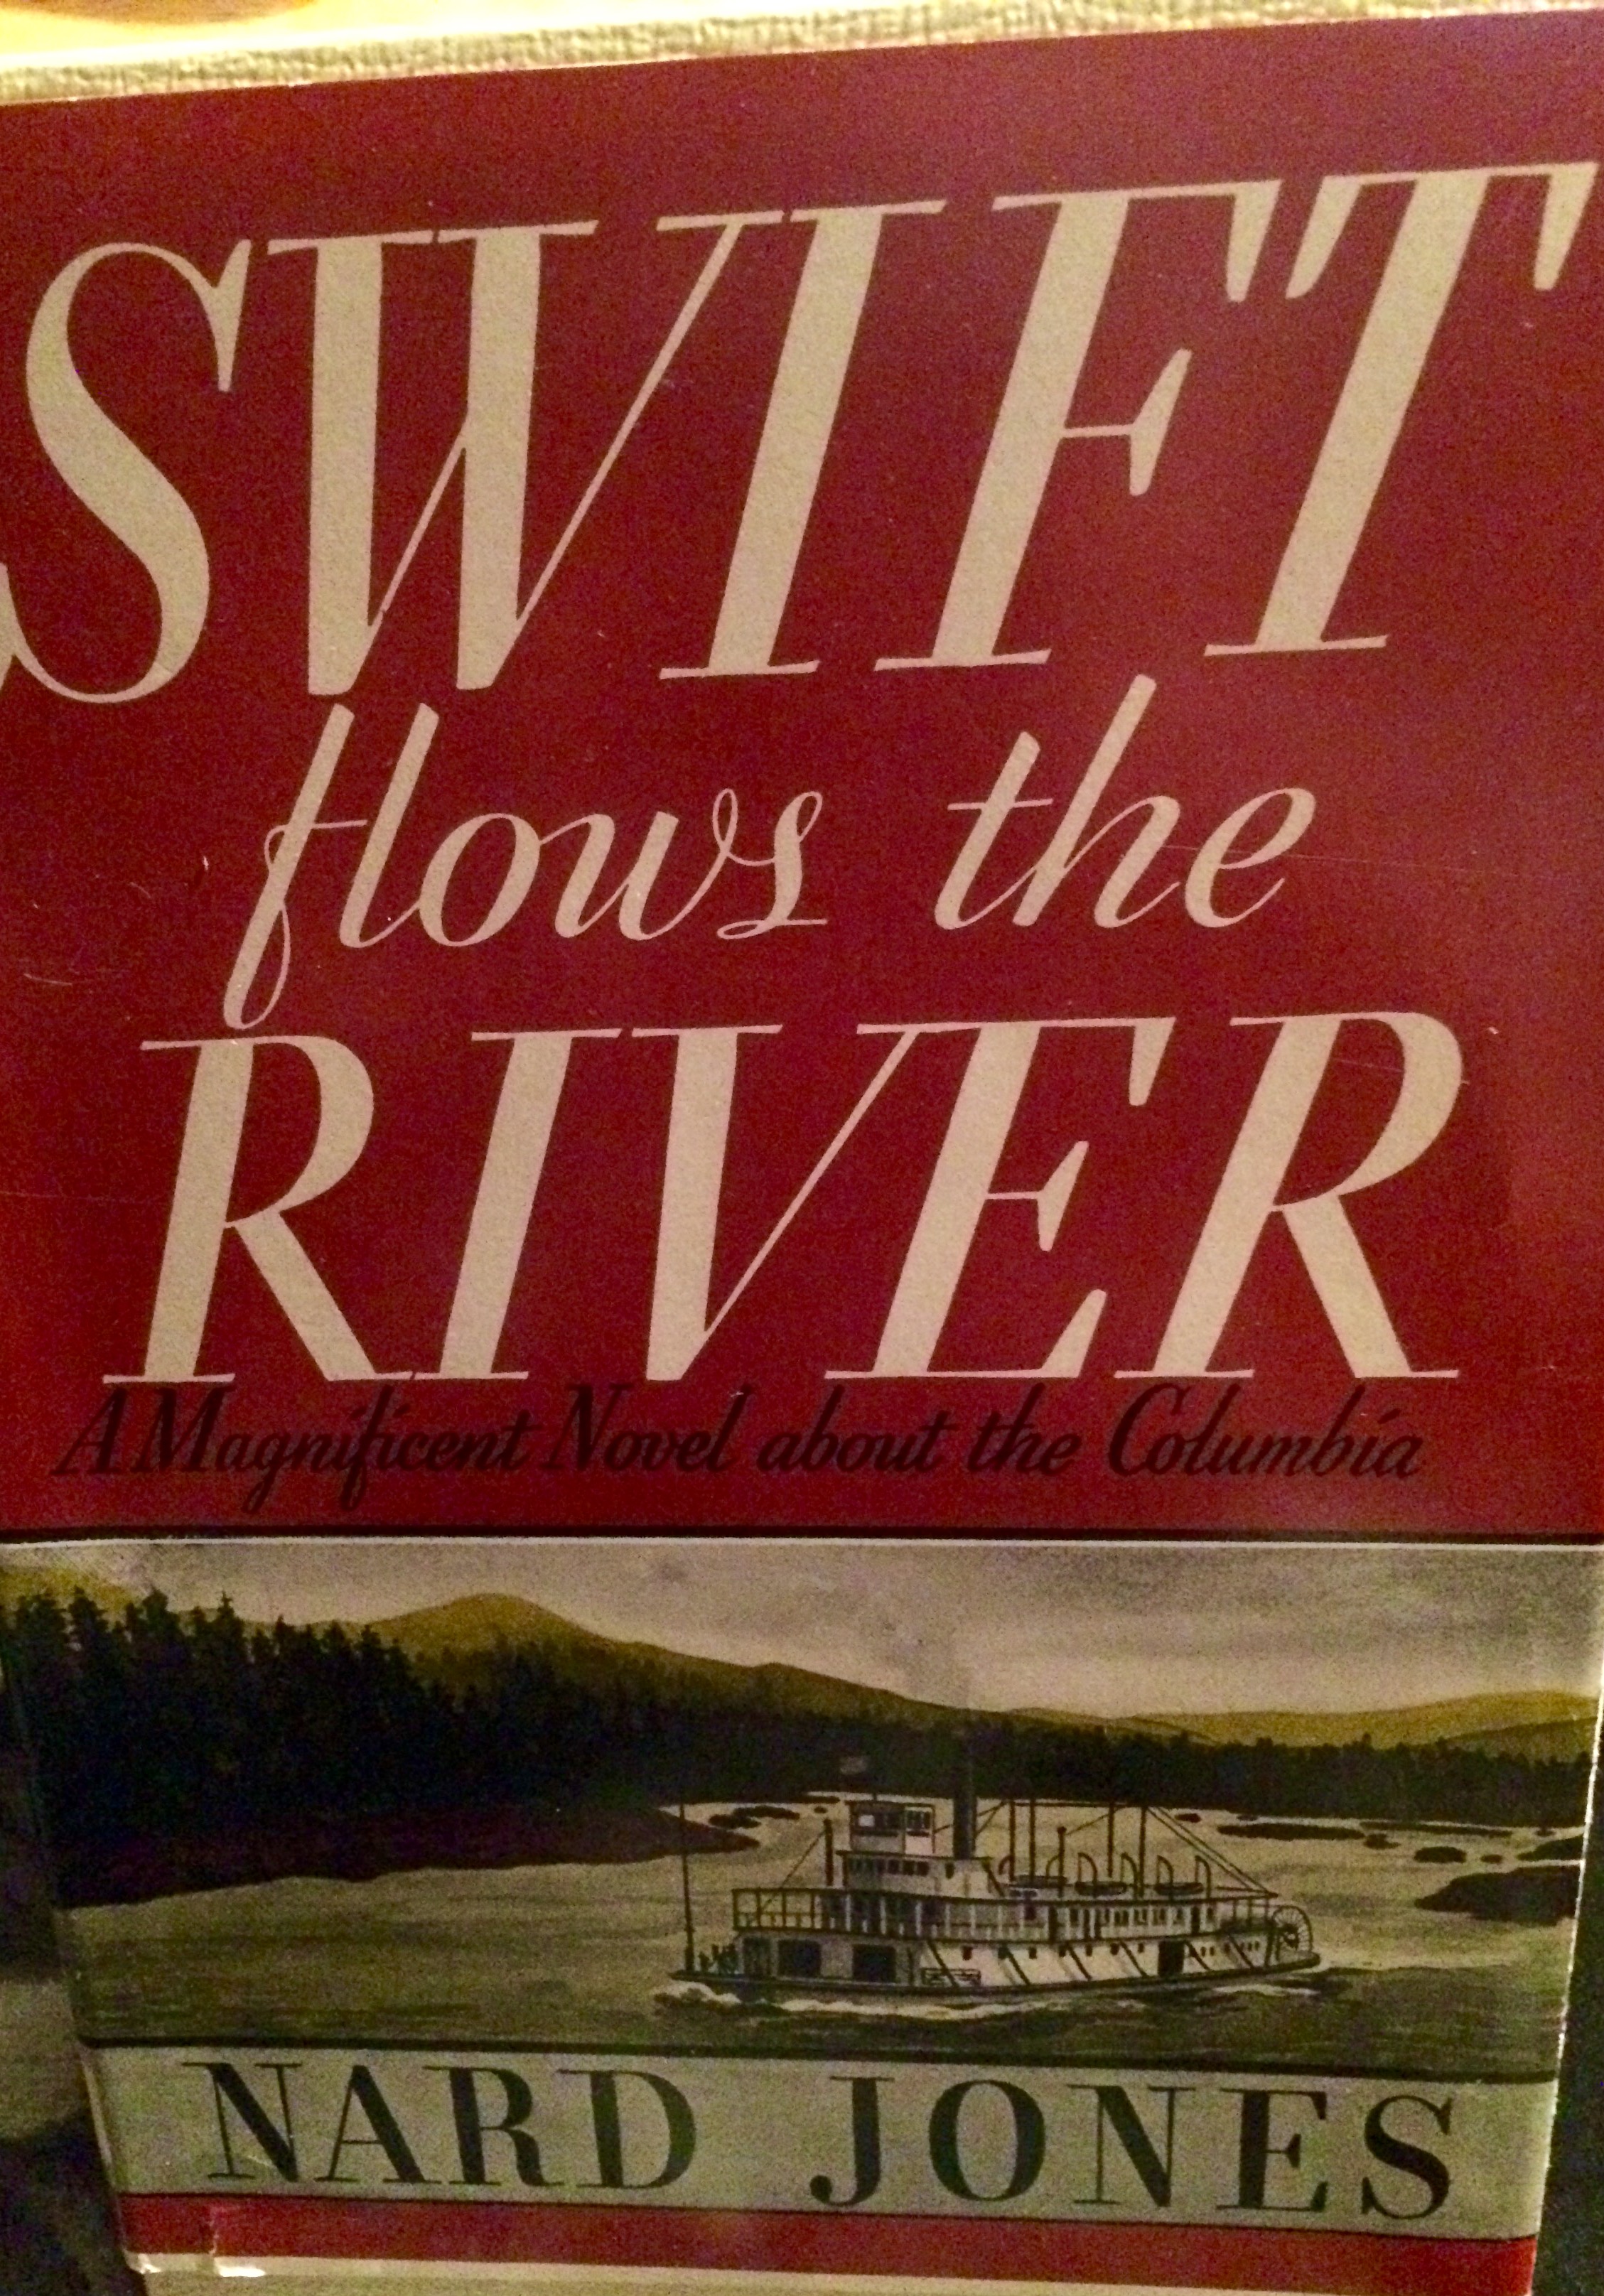 SWIFT
flows the
RIVER
A Magnificent Novel about the Columbia
NARD JONES